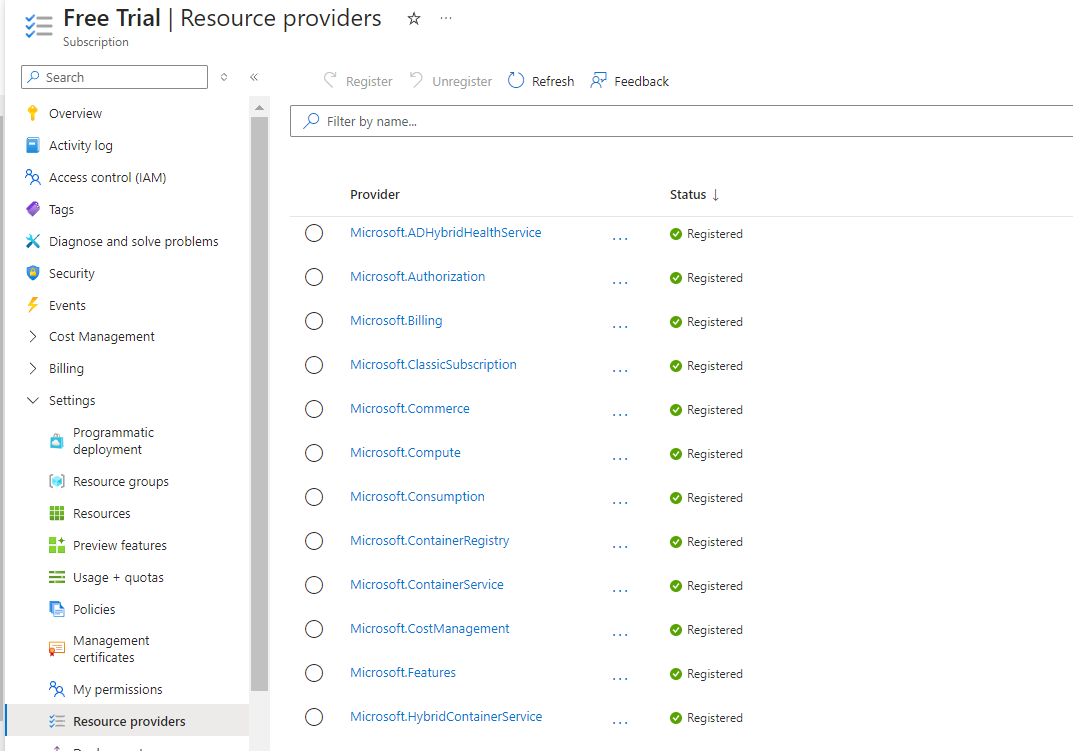 Free Trial | Resource providers
Subscription
Search
Overview
Activity log
Access control (IAM)
Tags
Diagnose and solve problems
Security
Events
Cost Management
Billing
Settings
Programmatic
deployment
Resource groups
Resources
Preview features
Usage + quotas
Policies
Management
certificates
My permissions
Resource providers
Register Unregister Refresh Feedback
Filter by name...
Provider Status ↓
Microsoft.ADHybridHealthService ... Registered
Microsoft.Authorization ... Registered
Microsoft.Billing ... Registered
Microsoft.ClassicSubscription ... Registered
Microsoft.Commerce ... Registered
Microsoft.Compute ... Registered
Microsoft.Consumption ... Registered
Microsoft.ContainerRegistry ... Registered
Microsoft.ContainerService ... Registered
Microsoft.CostManagement ... Registered
Microsoft.Features ... Registered
Microsoft.HybridContainerService ... Registered